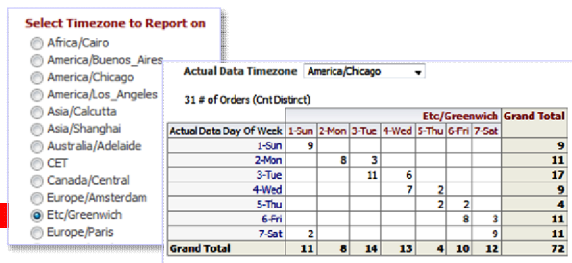 Select Timezone to Report on
Africa/Cairo
America/Buenos_Aires
America/Chicago
America/Los_Angeles
Asia/Calcutta
Asia/Shanghai
Australia/Adelaide
CET
Canada/Central
Europe/Amsterdam
Etc/Greenwich
Europe/Paris
Actual Data Timezone America/Chcago
31 # of Orders (Cnt Distinct)
Etc/Greenwich Grand Total
Actual Data Day Of Week 1-Sun 2-Mon 3-Tue 4-Wed 5-Thu 6-Fri 7-Sat
1-Sun 9 9
2-Mon 8 3 11
3-Tue 11 6 17
4-Wed 7 2 9
5-Thu 2 2 4
6-Fri 8 3 11
7-Sat 2 9 11
Grand Total 11 8 14 13 4 10 12 72